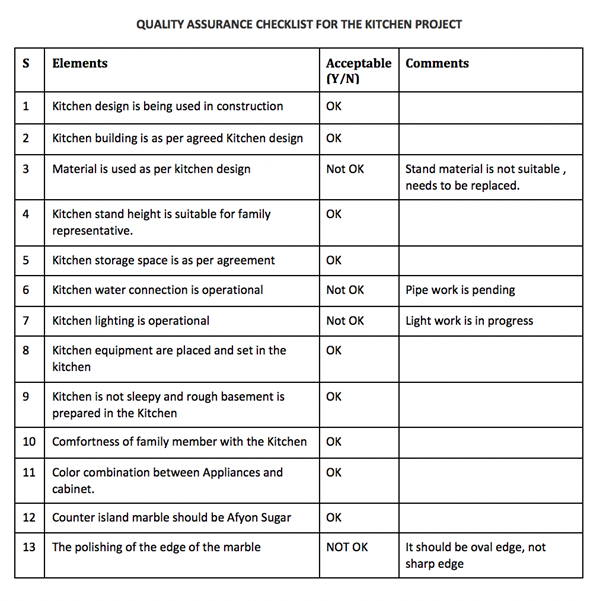 QUALITY ASSURANCE CHECKLIST FOR THE KITCHEN PROJECT
S Elements Acceptable (Y/N) Comments
1 Kitchen design is being used in construction OK
2 Kitchen building is as per agreed Kitchen design OK
3 Material is used as per kitchen design Not OK Stand material is not suitable ,
needs to be replaced.
4 Kitchen stand height is suitable for family OK
representative.
5 Kitchen storage space is as per agreement OK
6 Kitchen water connection is operational Not OK Pipe work is pending
7 Kitchen lighting is operational Not OK Light work is in progress
8 Kitchen equipment are placed and set in the OK
kitchen
9 Kitchen is not sleepy and rough basement is OK
prepared in the Kitchen
10 Comfortness of family member with the Kitchen OK
11 Color combination between Appliances and OK
cabinet.
12 Counter island marble should be Afyon Sugar OK
13 The polishing of the edge of the marble NOT OK It should be oval edge, not
sharp edge